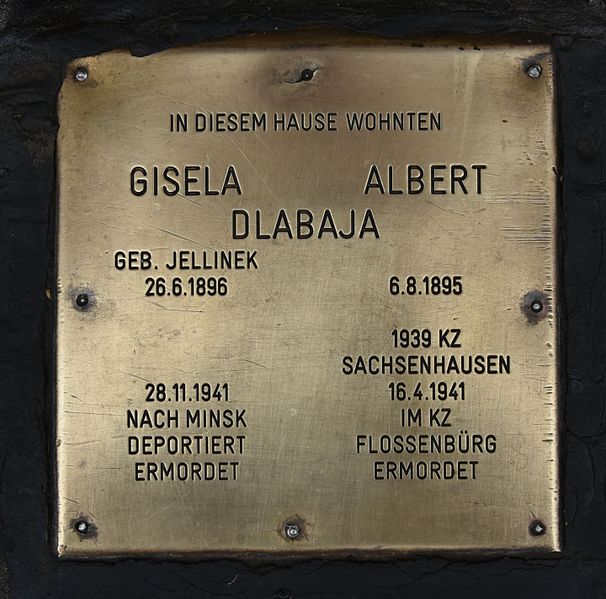 IN DIESEM HAUSE WOHNTEN
GISELA ALBERT
DLABAJA
GEB. JELLINEK
26.6.1896 6.8.1895
1939 KZ
SACHSENHAUSEN
28.11.1941 16.4.1941
NACH MINSK IM KZ
DEPORTIERT FLOSSENBÜRG
ERMORDET ERMORDET